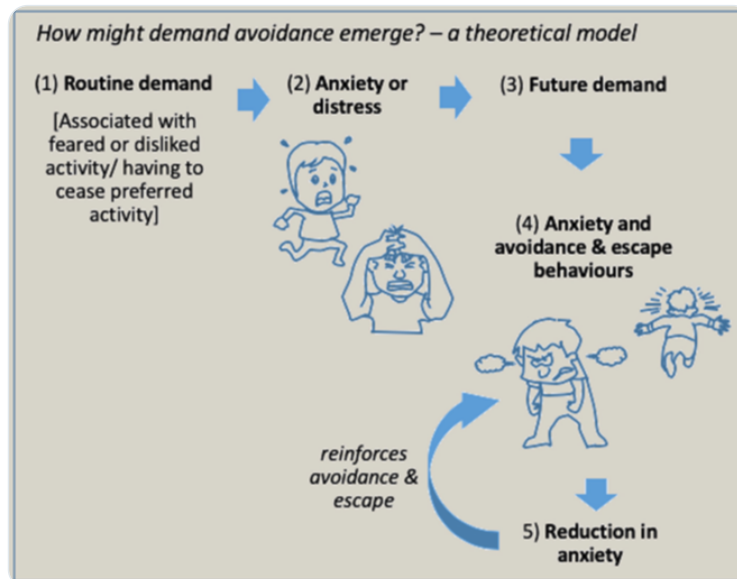 How might demand avoidance emerge? – a theoretical model
(1) Routine demand
[Associated with
feared or disliked
activity/ having to
cease preferred
activity]
(2) Anxiety or
distress
(3) Future demand
(4) Anxiety and
avoidance & escape
behaviours
reinforces
avoidance &
escape
5) Reduction in
anxiety